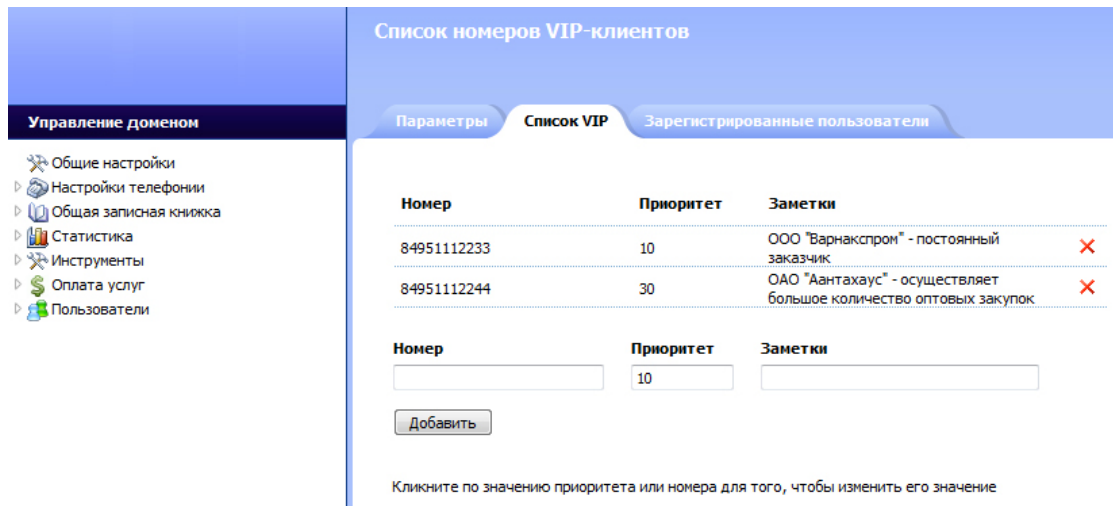 Список номеров VIP-клиентов
Управление доменом
Параметры Список VIP Зарегистрированные пользователи
Общие настройки
Настройки телефонии
Общая записная книжка
Статистика
Инструменты
Оплата услуг
Пользователи
Номер Приоритет Заметки
84951112233 10 ООО "Варнакспром" - постоянный
заказчик
84951112244 30 ОАО "Аантахаус" - осуществляет
большое количество оптовых закупок
Номер Приоритет Заметки
10
Добавить
Кликните по значению приоритета или номера для того, чтобы изменить его значение